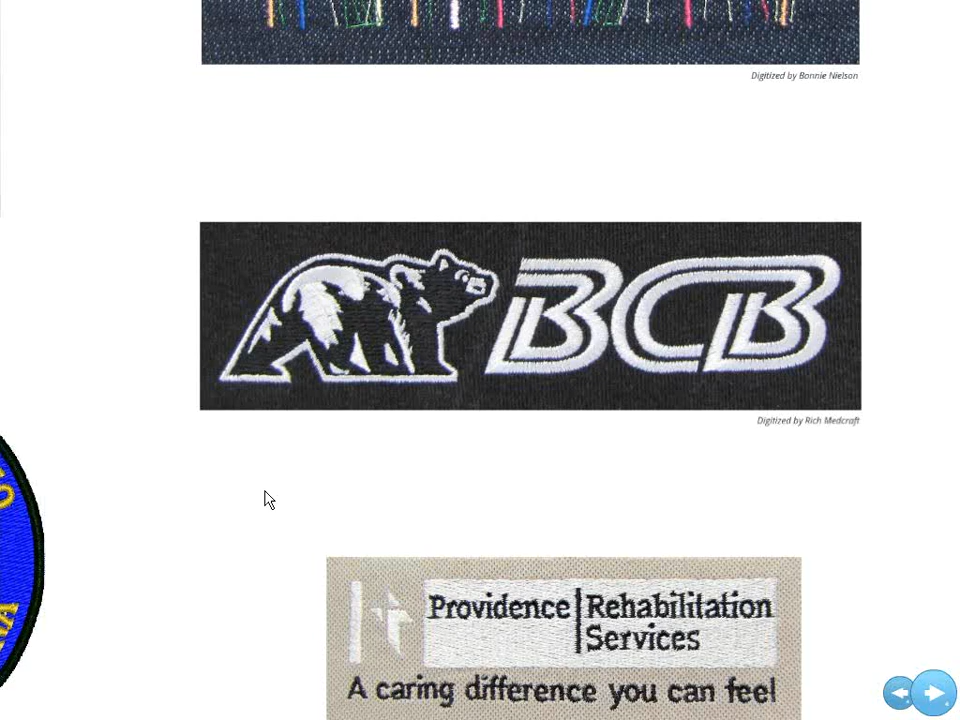 Digitized by Bonnie Nielson
BCB
Digitized by Rich Medcraft
Providence
Rehabilitation
Services
A caring difference you can feel